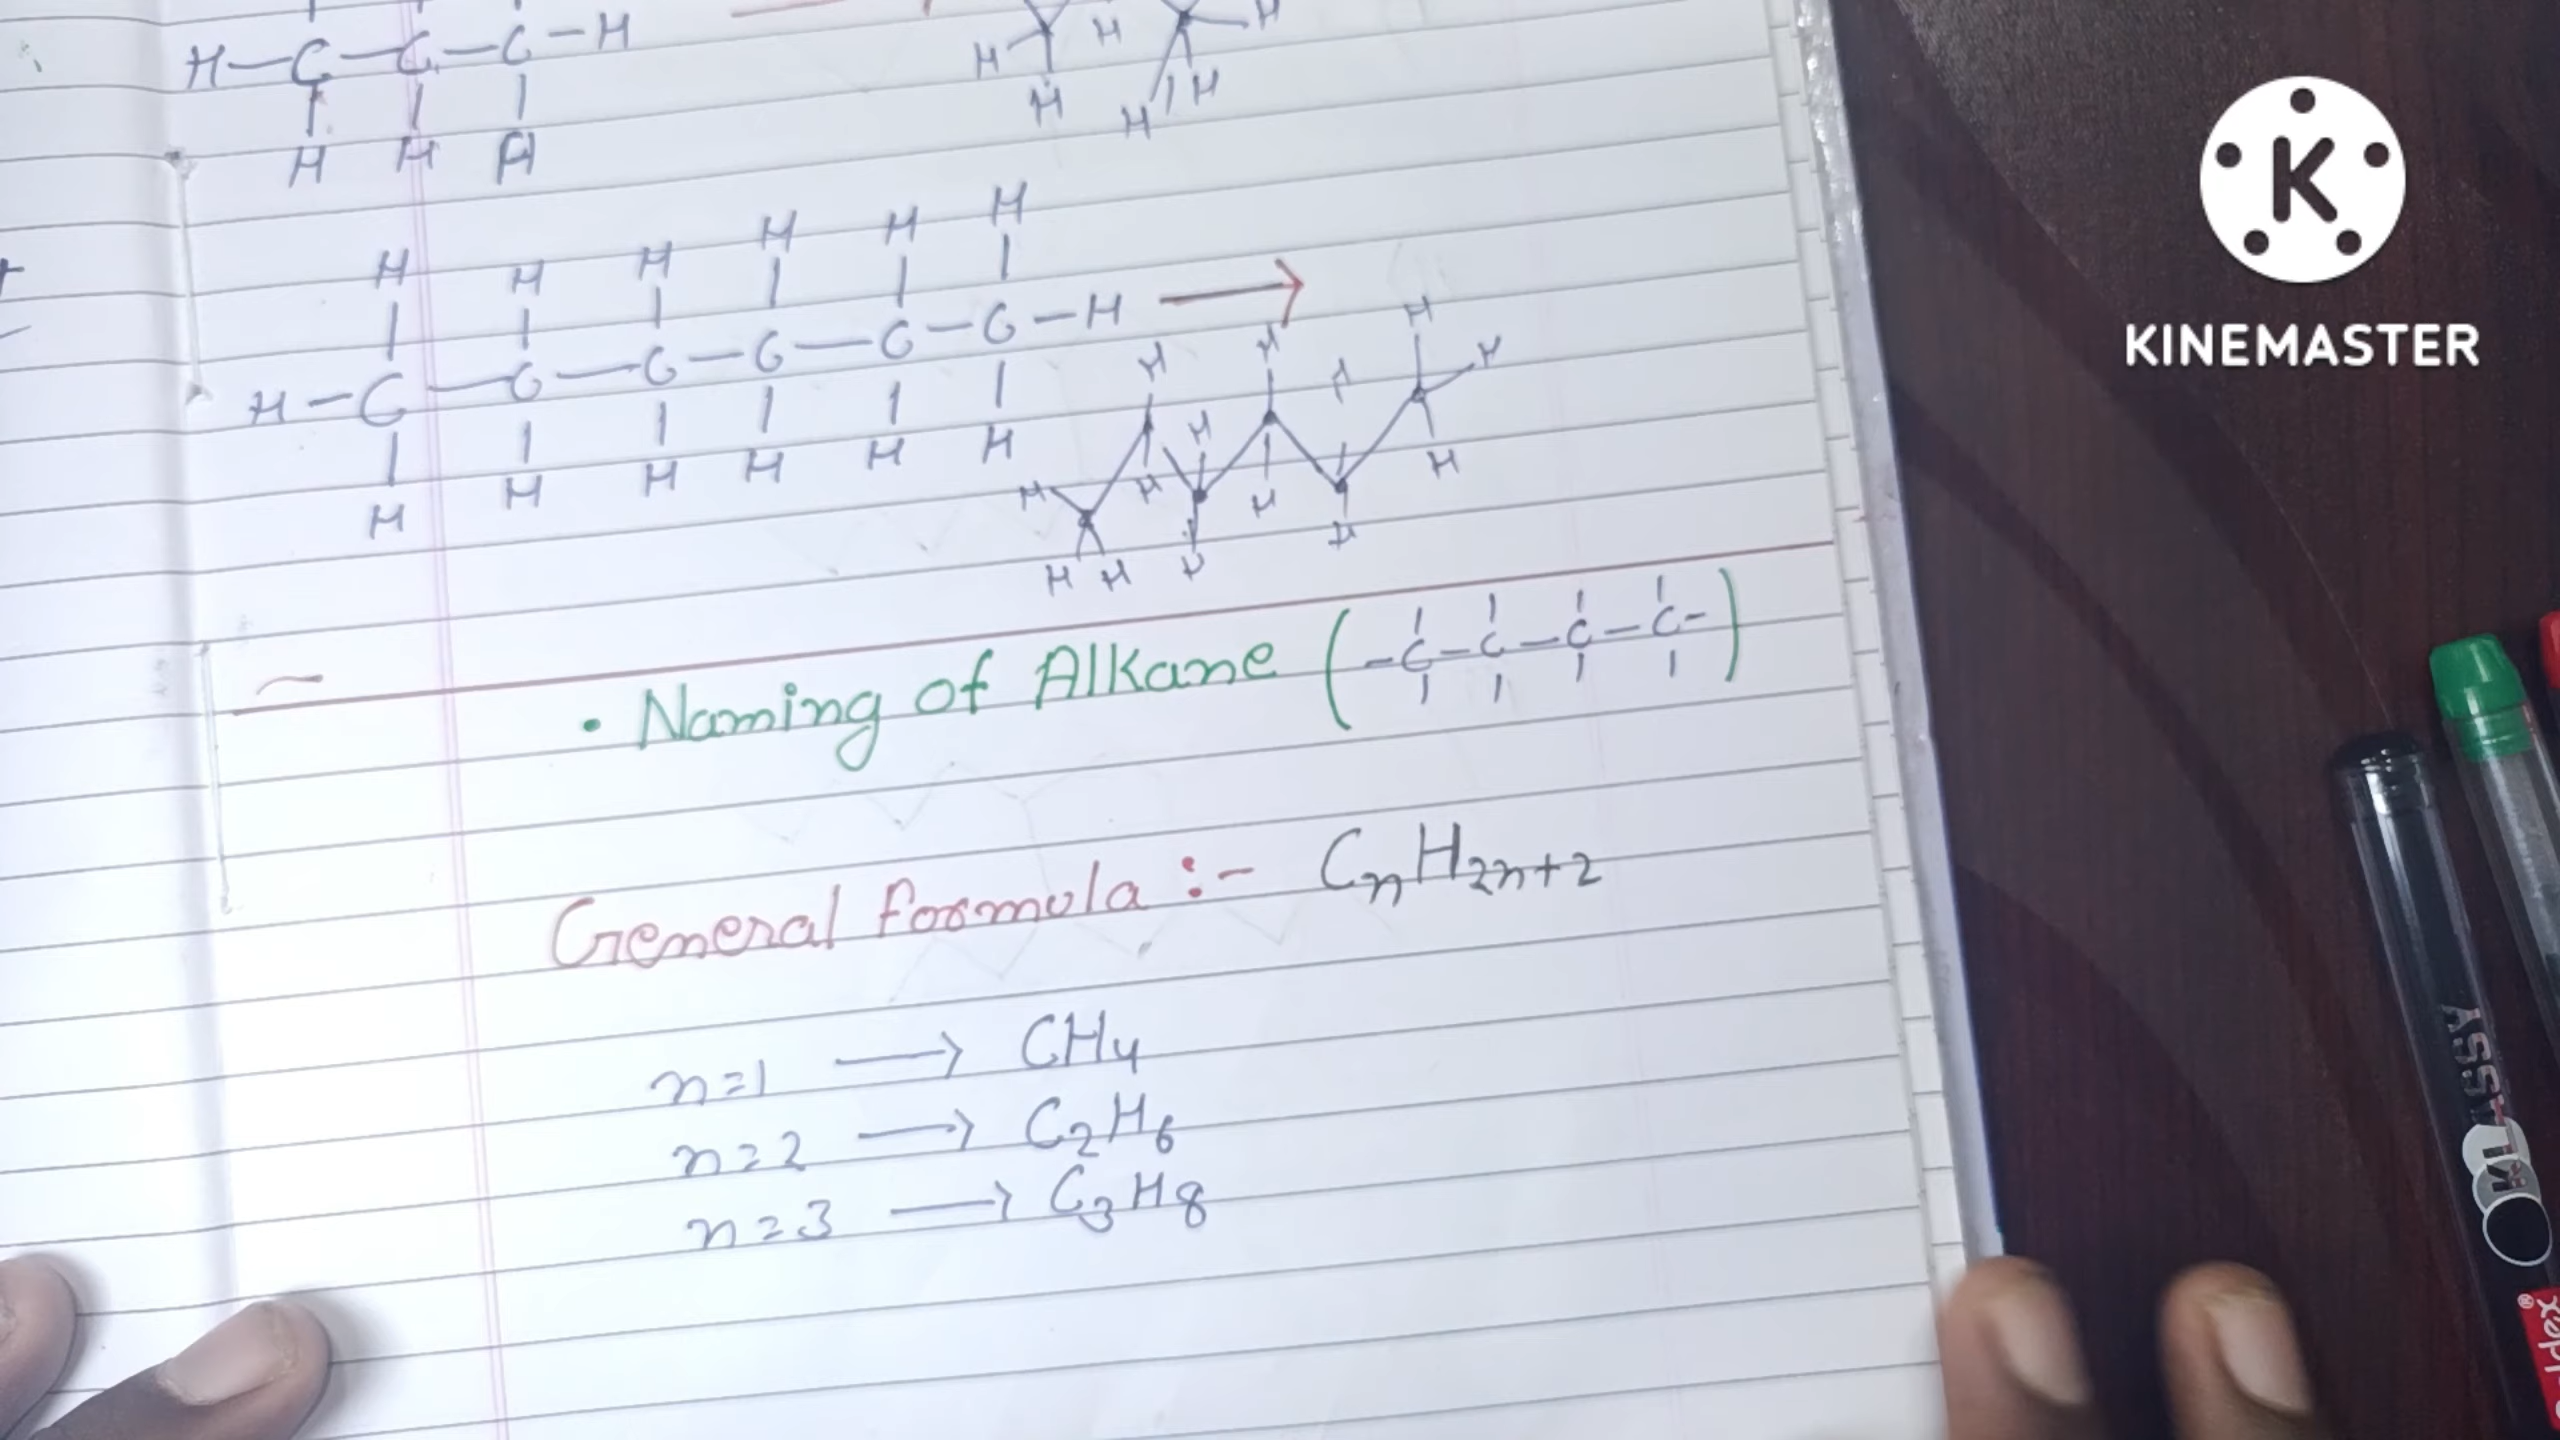 H-C-C-C-H
H H H
H H
H H H
H H H H H H
H-C-C-C-C-C-C-H
H H H H H H
H H H H H
H H H H H
H H H H
• Naming of Alkane (-C-C-C-C-)
General formula :- CnH2n+2
n=1 → CH4
n=2 → C2H6
n=3 → C3H8
K
KINEMASTER
KLASSY